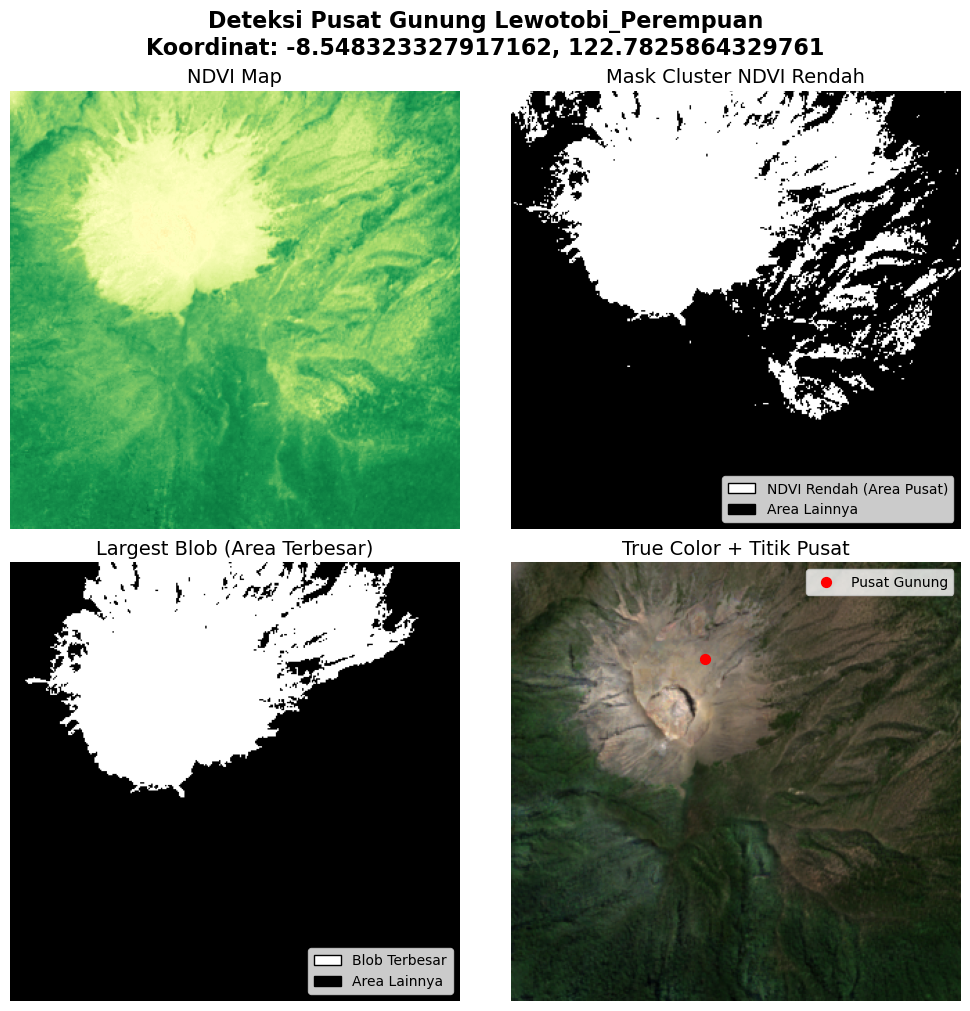 Deteksi Pusat Gunung Lewotobi_Perempuan
Koordinat: -8.548323327917162, 122.7825864329761
NDVI Map
Mask Cluster NDVI Rendah
NDVI Rendah (Area Pusat)
Area Lainnya
Largest Blob (Area Terbesar)
True Color + Titik Pusat
Blob Terbesar
Area Lainnya
Pusat Gunung